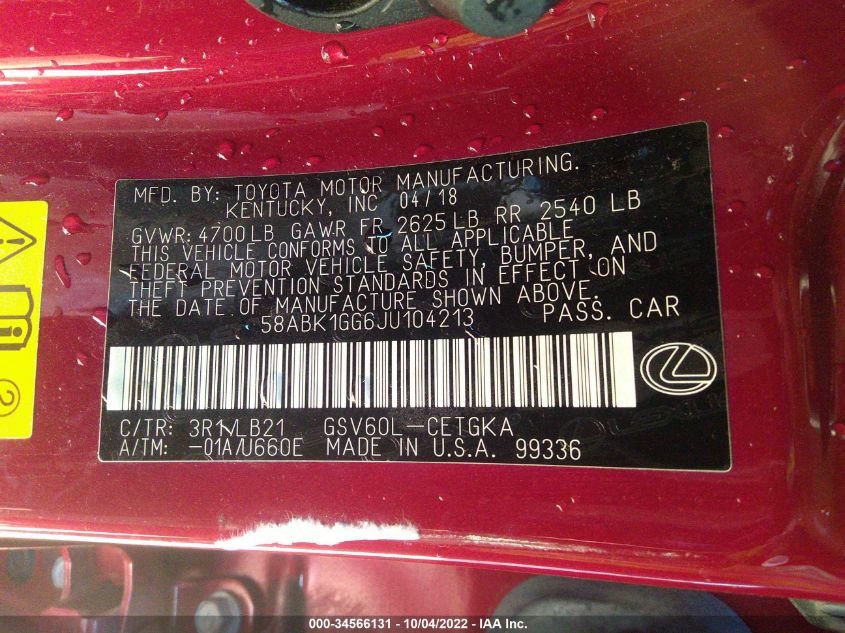 MFD. BY: TOYOTA MOTOR MANUFACTURING.
KENTUCKY, INC 04/18
GVWR: 4700LB GAWR FR 2625LB RR 2540 LB
THIS VEHICLE CONFORMS TO ALL APPLICABLE
FEDERAL MOTOR VEHICLE SAFETY, BUMPER, AND
THEFT PREVENTION STANDARDS IN EFFECT ON
THE DATE OF MANUFACTURE SHOWN ABOVE.
58ABK1GG6JU104213 PASS. CAR
C/TR: 3R1/LB21 GSV60L-CETGKA
A/TM: -01A/U660E MADE IN U.S.A. 99336
2
000-34566131 - 10/04/2022 - IAA Inc.